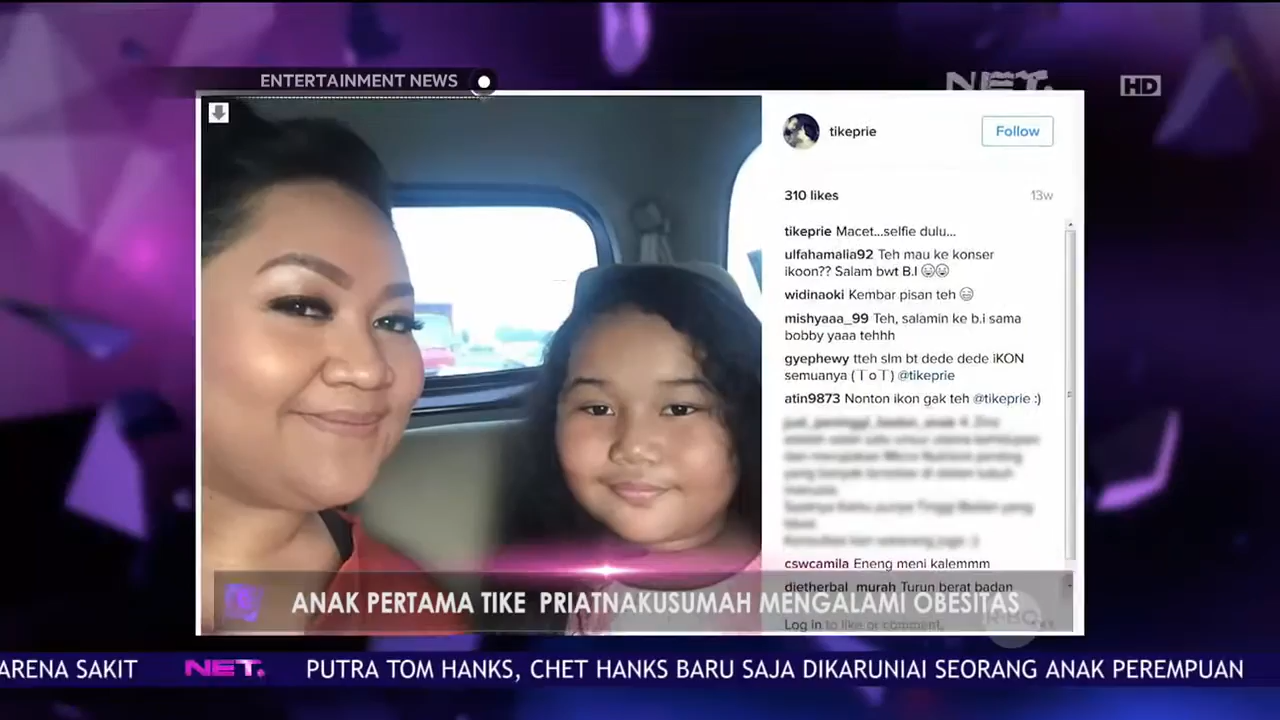 ENTERTAINMENT NEWS
NET.
HD
tikeprie
Follow
310 likes
13w
tikeprie Macet...selfie dulu...
ulfahamalia92 Teh mau ke konser
ikoon?? Salam bwt B.I 😄😄
widinaoki Kembar pisan teh 😄
mishyaaa_99 Teh, salamin ke b.i sama
bobby yaaa tehhh
gyephewy tteh slm bt dede dede iKON
semuanya (ToT) @tikeprie
atin9873 Nonton ikon gak teh @tikeprie :)
cswcamila Eneng meni kalemmm
dietherbal_murah Turun berat badan
ANAK PERTAMA TIKE PRIATNAKUSUMAH MENGALAMI OBESITAS
Log in to like or comment.
ARENA SAKIT NET. PUTRA TOM HANKS, CHET HANKS BARU SAJA DIKARUNIAI SEORANG ANAK PEREMPUAN